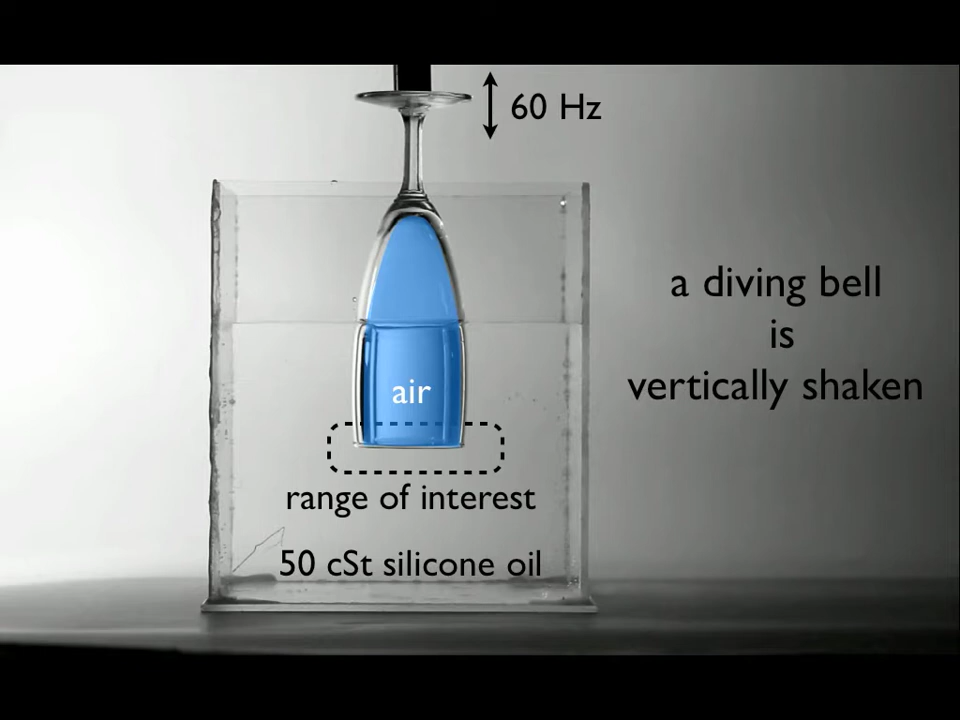 60 Hz
a diving bell
is
vertically shaken
air
range of interest
50 cSt silicone oil